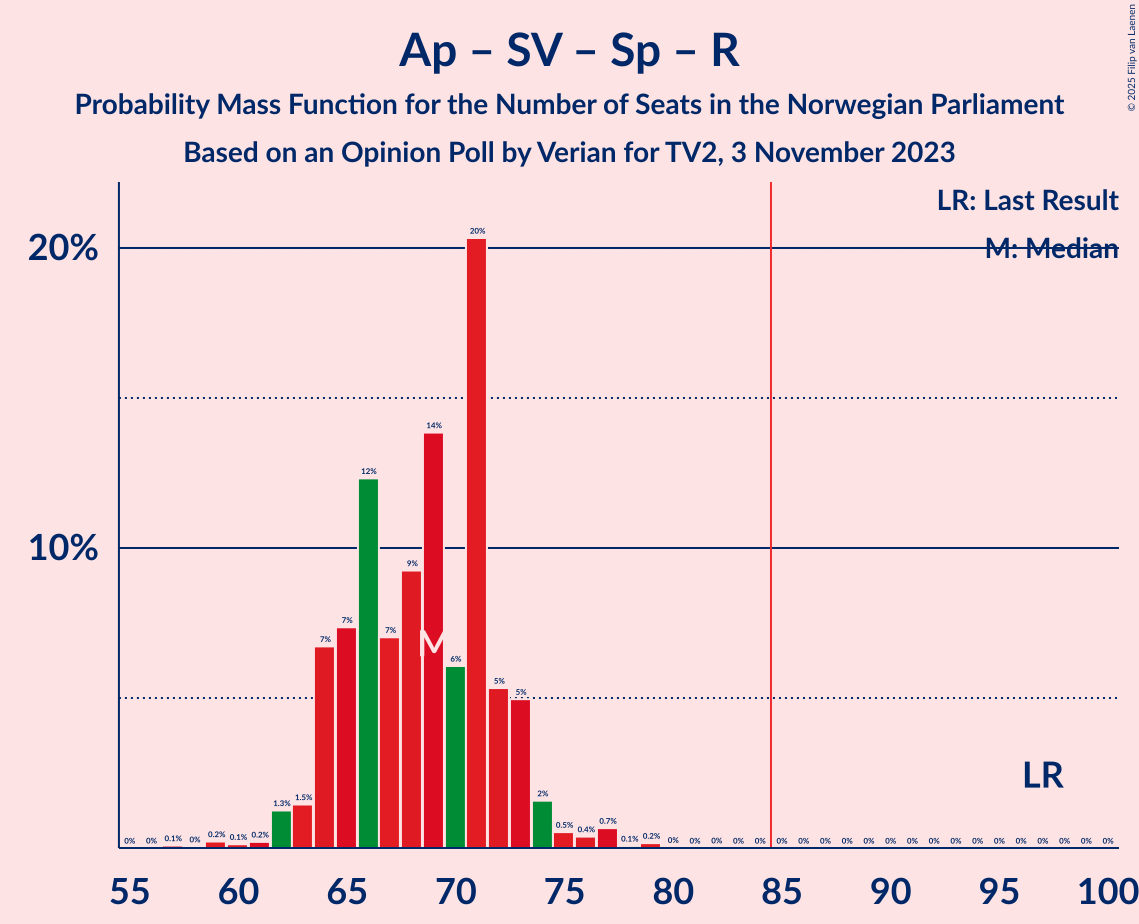 Ap – SV – Sp – R
Probability Mass Function for the Number of Seats in the Norwegian Parliament
Based on an Opinion Poll by Verian for TV2, 3 November 2023
© 2025 Filip van Laenen
LR: Last Result
M: Median
20%
10%
0% 0% 0.1% 0% 0.2% 0.1% 0.2% 1.3% 1.5% 7% 7% 12% 7% 9% 14% 6% 20% 5% 5% 2% 0.5% 0.4% 0.7% 0.1% 0.2% 0% 0% 0% 0% 0% 0% 0% 0% 0% 0% 0% 0% 0% 0% 0% 0% 0% 0% 0% 0% 0%
M
LR
55 60 65 70 75 80 85 90 95 100